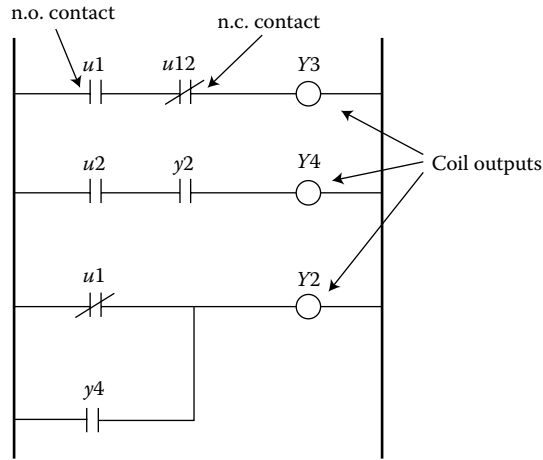 n.o. contact
n.c. contact
u1 u12 Y3
Coil outputs
u2 y2 Y4
u1 Y2
y4